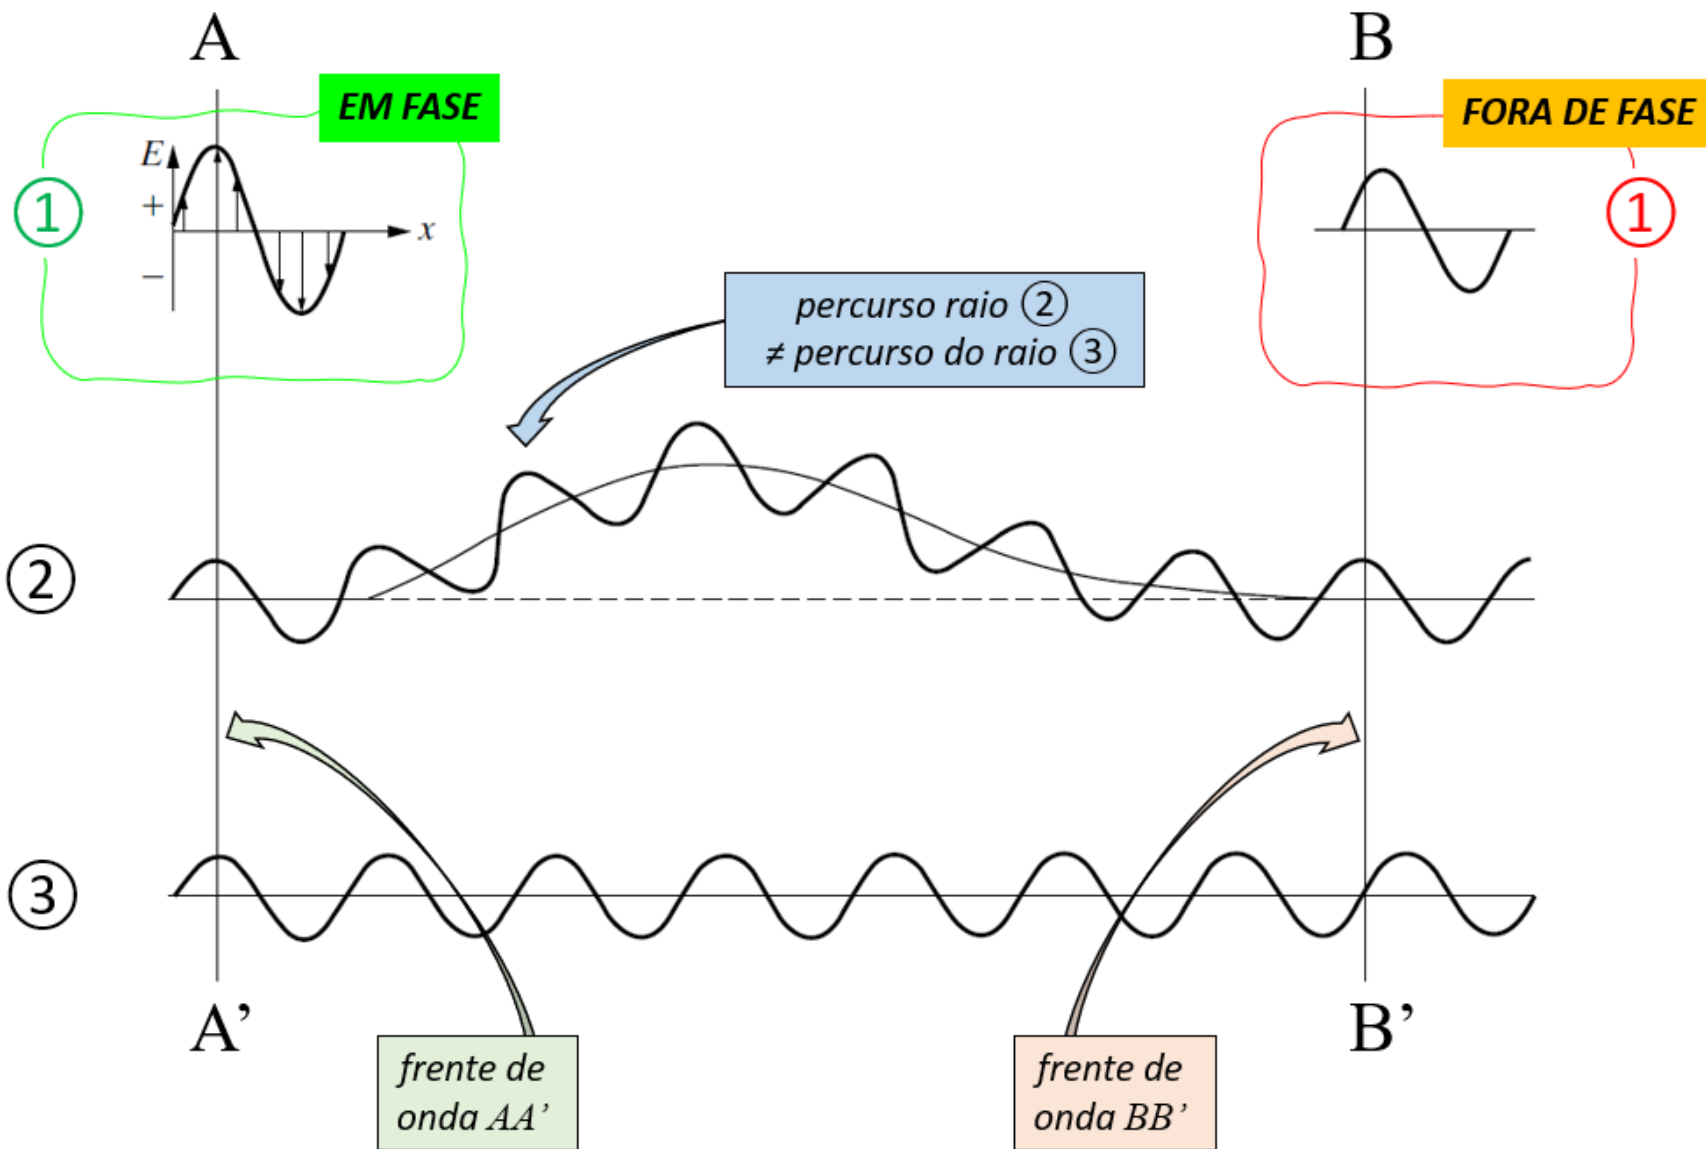 A
B
EM FASE
FORA DE FASE
E
+
−
x
1
1
percurso raio 2
≠ percurso do raio 3
2
3
A’
B’
frente de
onda AA’
frente de
onda BB’